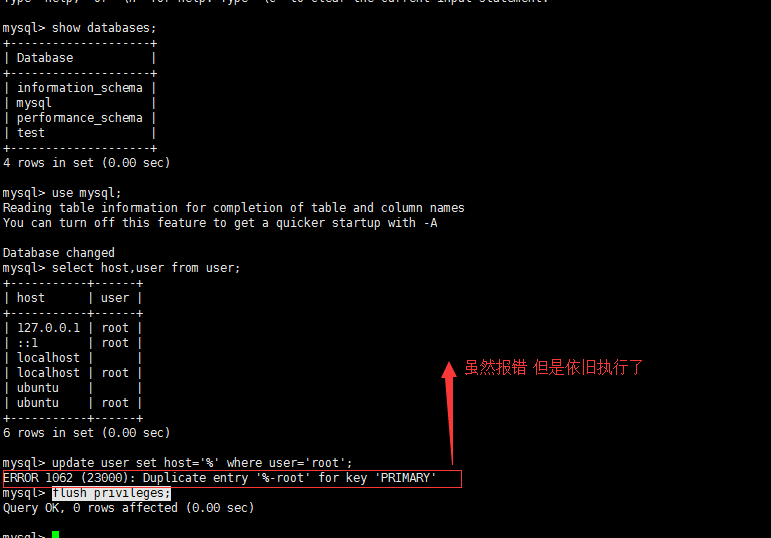 Type 'help;' or '\h' for help. Type '\c' to clear the current input statement.
mysql> show databases;
+--------------------+
| Database           |
+--------------------+
| information_schema |
| mysql              |
| performance_schema |
| test               |
+--------------------+
4 rows in set (0.00 sec)
mysql> use mysql;
Reading table information for completion of table and column names
You can turn off this feature to get a quicker startup with -A
Database changed
mysql> select host,user from user;
+-----------+------+
| host      | user |
+-----------+------+
| 127.0.0.1 | root |
| ::1       | root |
| localhost |      |
| localhost | root |
| ubuntu    |      |
| ubuntu    | root |
+-----------+------+
6 rows in set (0.00 sec)
虽然报错 但是依旧执行了
mysql> update user set host='%' where user='root';
ERROR 1062 (23000): Duplicate entry '%-root' for key 'PRIMARY'
mysql> flush privileges;
Query OK, 0 rows affected (0.00 sec)
mysql>